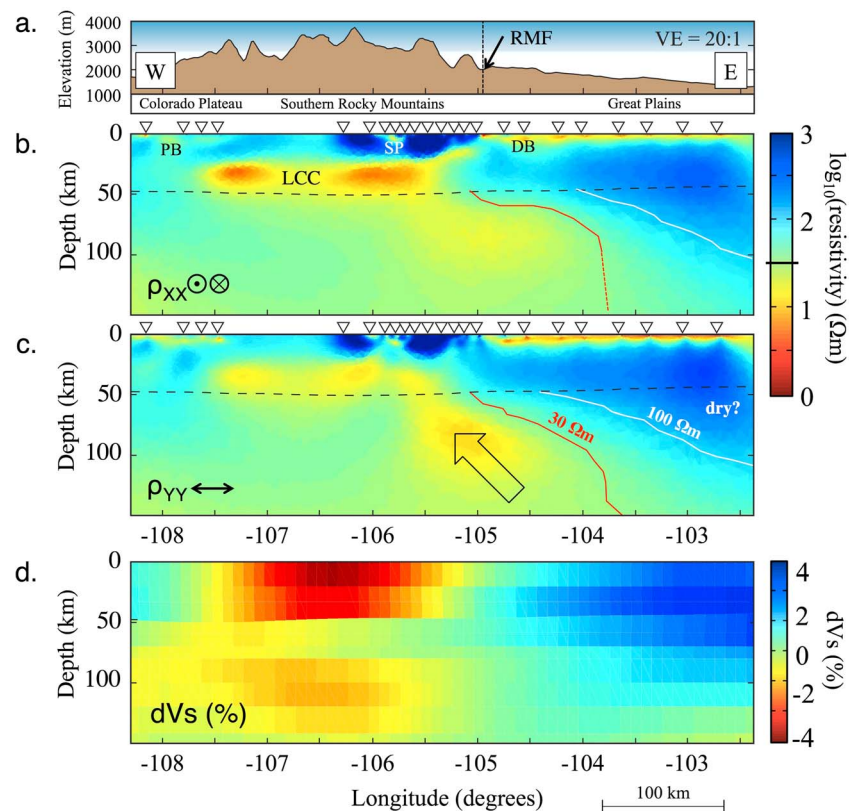 a.
Elevation (m)
4000
3000
2000
1000
W
RMF
VE = 20:1
E
Colorado Plateau
Southern Rocky Mountains
Great Plains
b.
Depth (km)
0
50
100
PB
SP
DB
LCC
ρXX
3
2
1
0
log10(resistivity) (Ωm)
c.
Depth (km)
0
50
100
dry?
100 Ωm
30 Ωm
ρYY
-108
-107
-106
-105
-104
-103
d.
Depth (km)
0
50
100
dVs (%)
4
2
0
-2
-4
dVs (%)
-108
-107
-106
-105
-104
-103
Longitude (degrees)
100 km